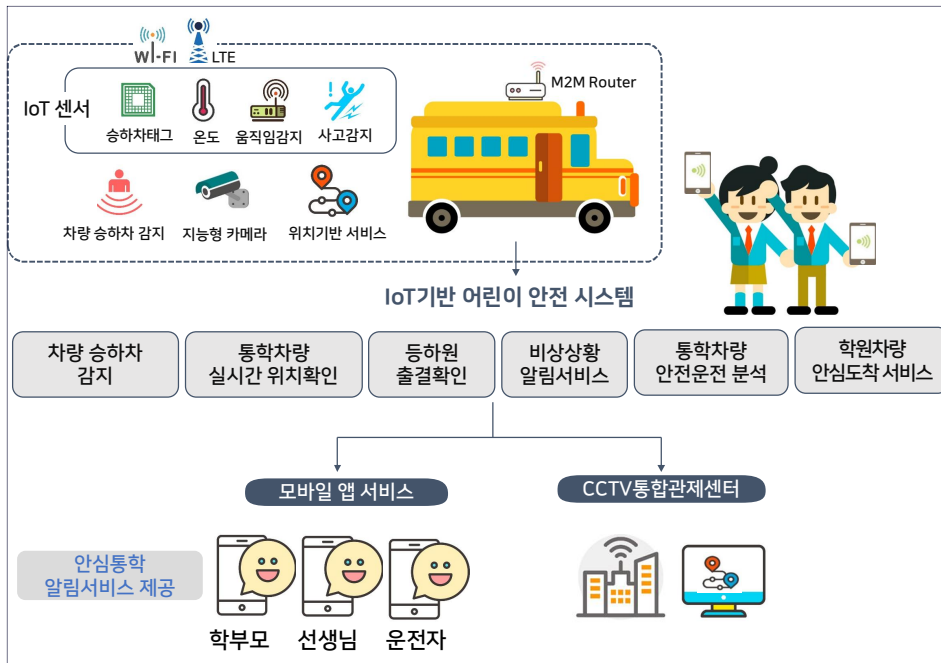 WI-FI
LTE
M2M Router
IoT 센서
승하차태그
온도
움직임감지
사고감지
차량 승하차 감지
지능형 카메라
위치기반 서비스
IoT기반 어린이 안전 시스템
차량 승하차
감지
통학차량
실시간 위치확인
등하원
출결확인
비상상황
알림서비스
통학차량
안전운전 분석
학원차량
안심도착 서비스
모바일 앱 서비스
CCTV통합관제센터
안심통학
알림서비스 제공
학부모
선생님
운전자